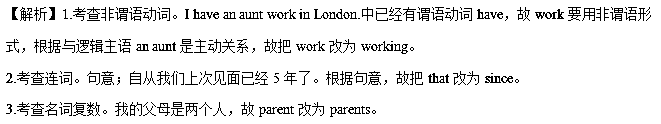 【解析】1.考查非谓语动词。I have an aunt work in London.中已经有谓语动词 have，故 work 要用非谓语形
式，根据与逻辑主语 an aunt 是主动关系，故把 work 改为 working。
2.考查连词。句意；自从我们上次见面已经 5 年了。根据句意，故把 that 改为 since。
3.考查名词复数。我的父母是两个人，故 parent 改为 parents。